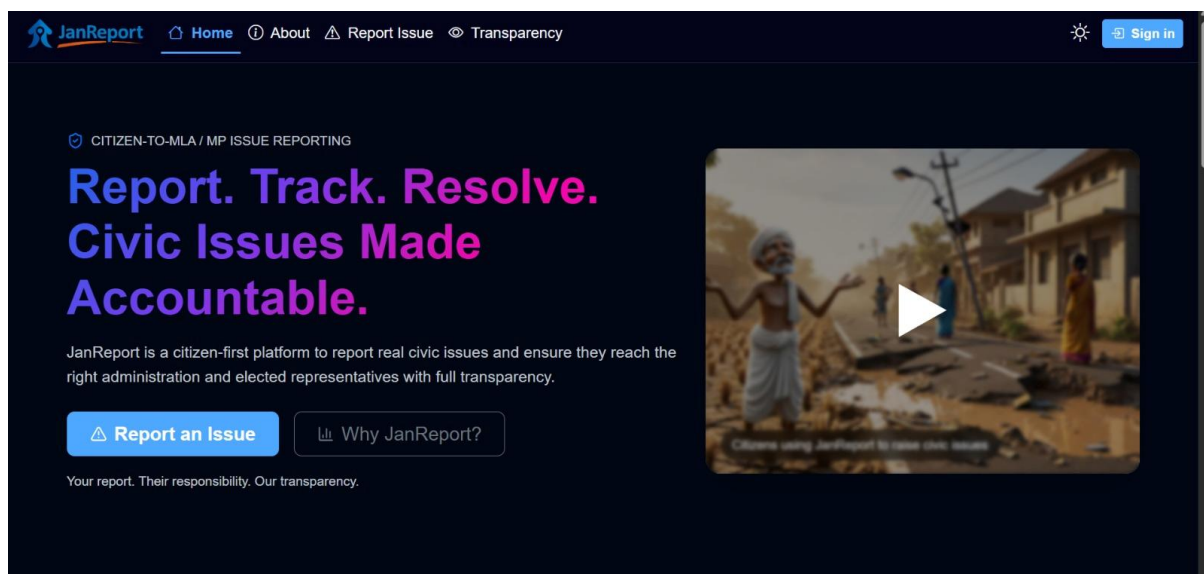 JanReport Home About Report Issue Transparency Sign in
CITIZEN-TO-MLA / MP ISSUE REPORTING
Report. Track. Resolve.
Civic Issues Made
Accountable.
JanReport is a citizen-first platform to report real civic issues and ensure they reach the
right administration and elected representatives with full transparency.
Report an Issue Why JanReport?
Your report. Their responsibility. Our transparency.
Citizens using JanReport to raise civic issues